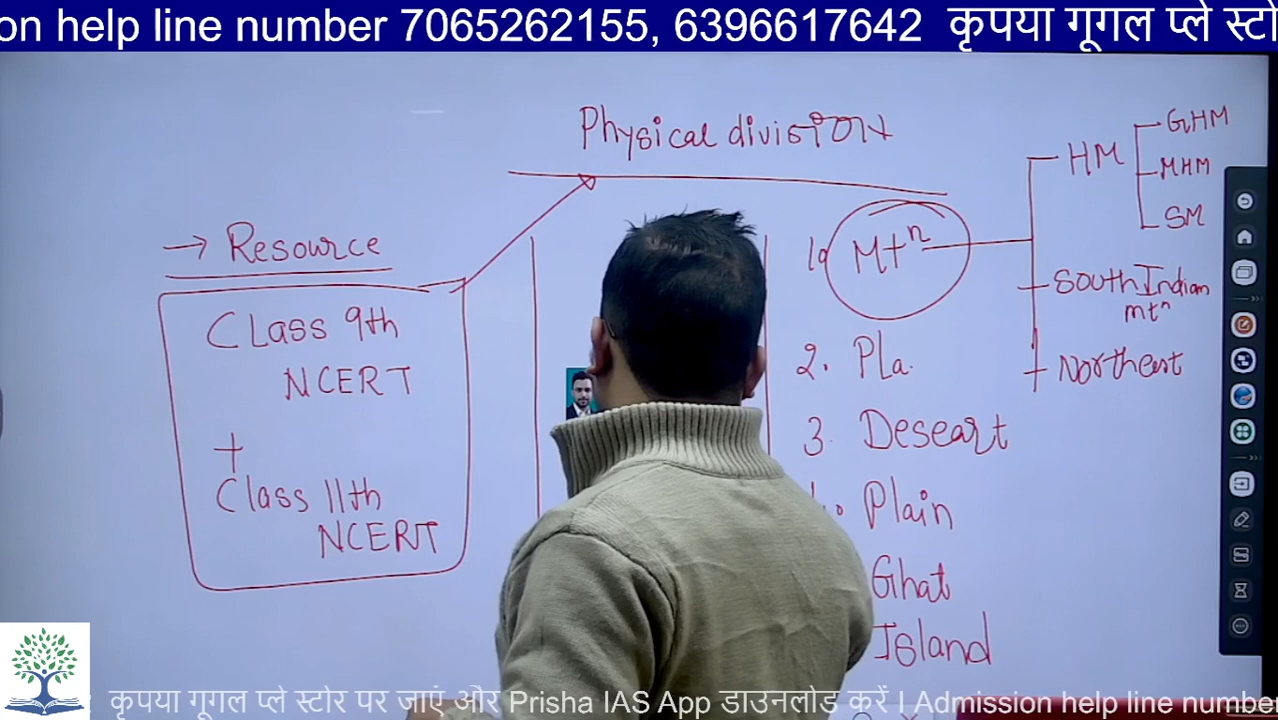 on help line number 7065262155, 6396617642 कृपया गूगल प्ले स्टो
Physical division
→ Resource
Class 9th
NCERT
+
Class 11th
NCERT
1. Mtn
HM
GHM
MHM
SM
South Indian
mtn
Northeast
2. Pla.
3. Deseart
Plain
Ghat
Island
कृपया गूगल प्ले स्टोर पर जाएं और Prisha IAS App डाउनलोड करें I Admission help line number